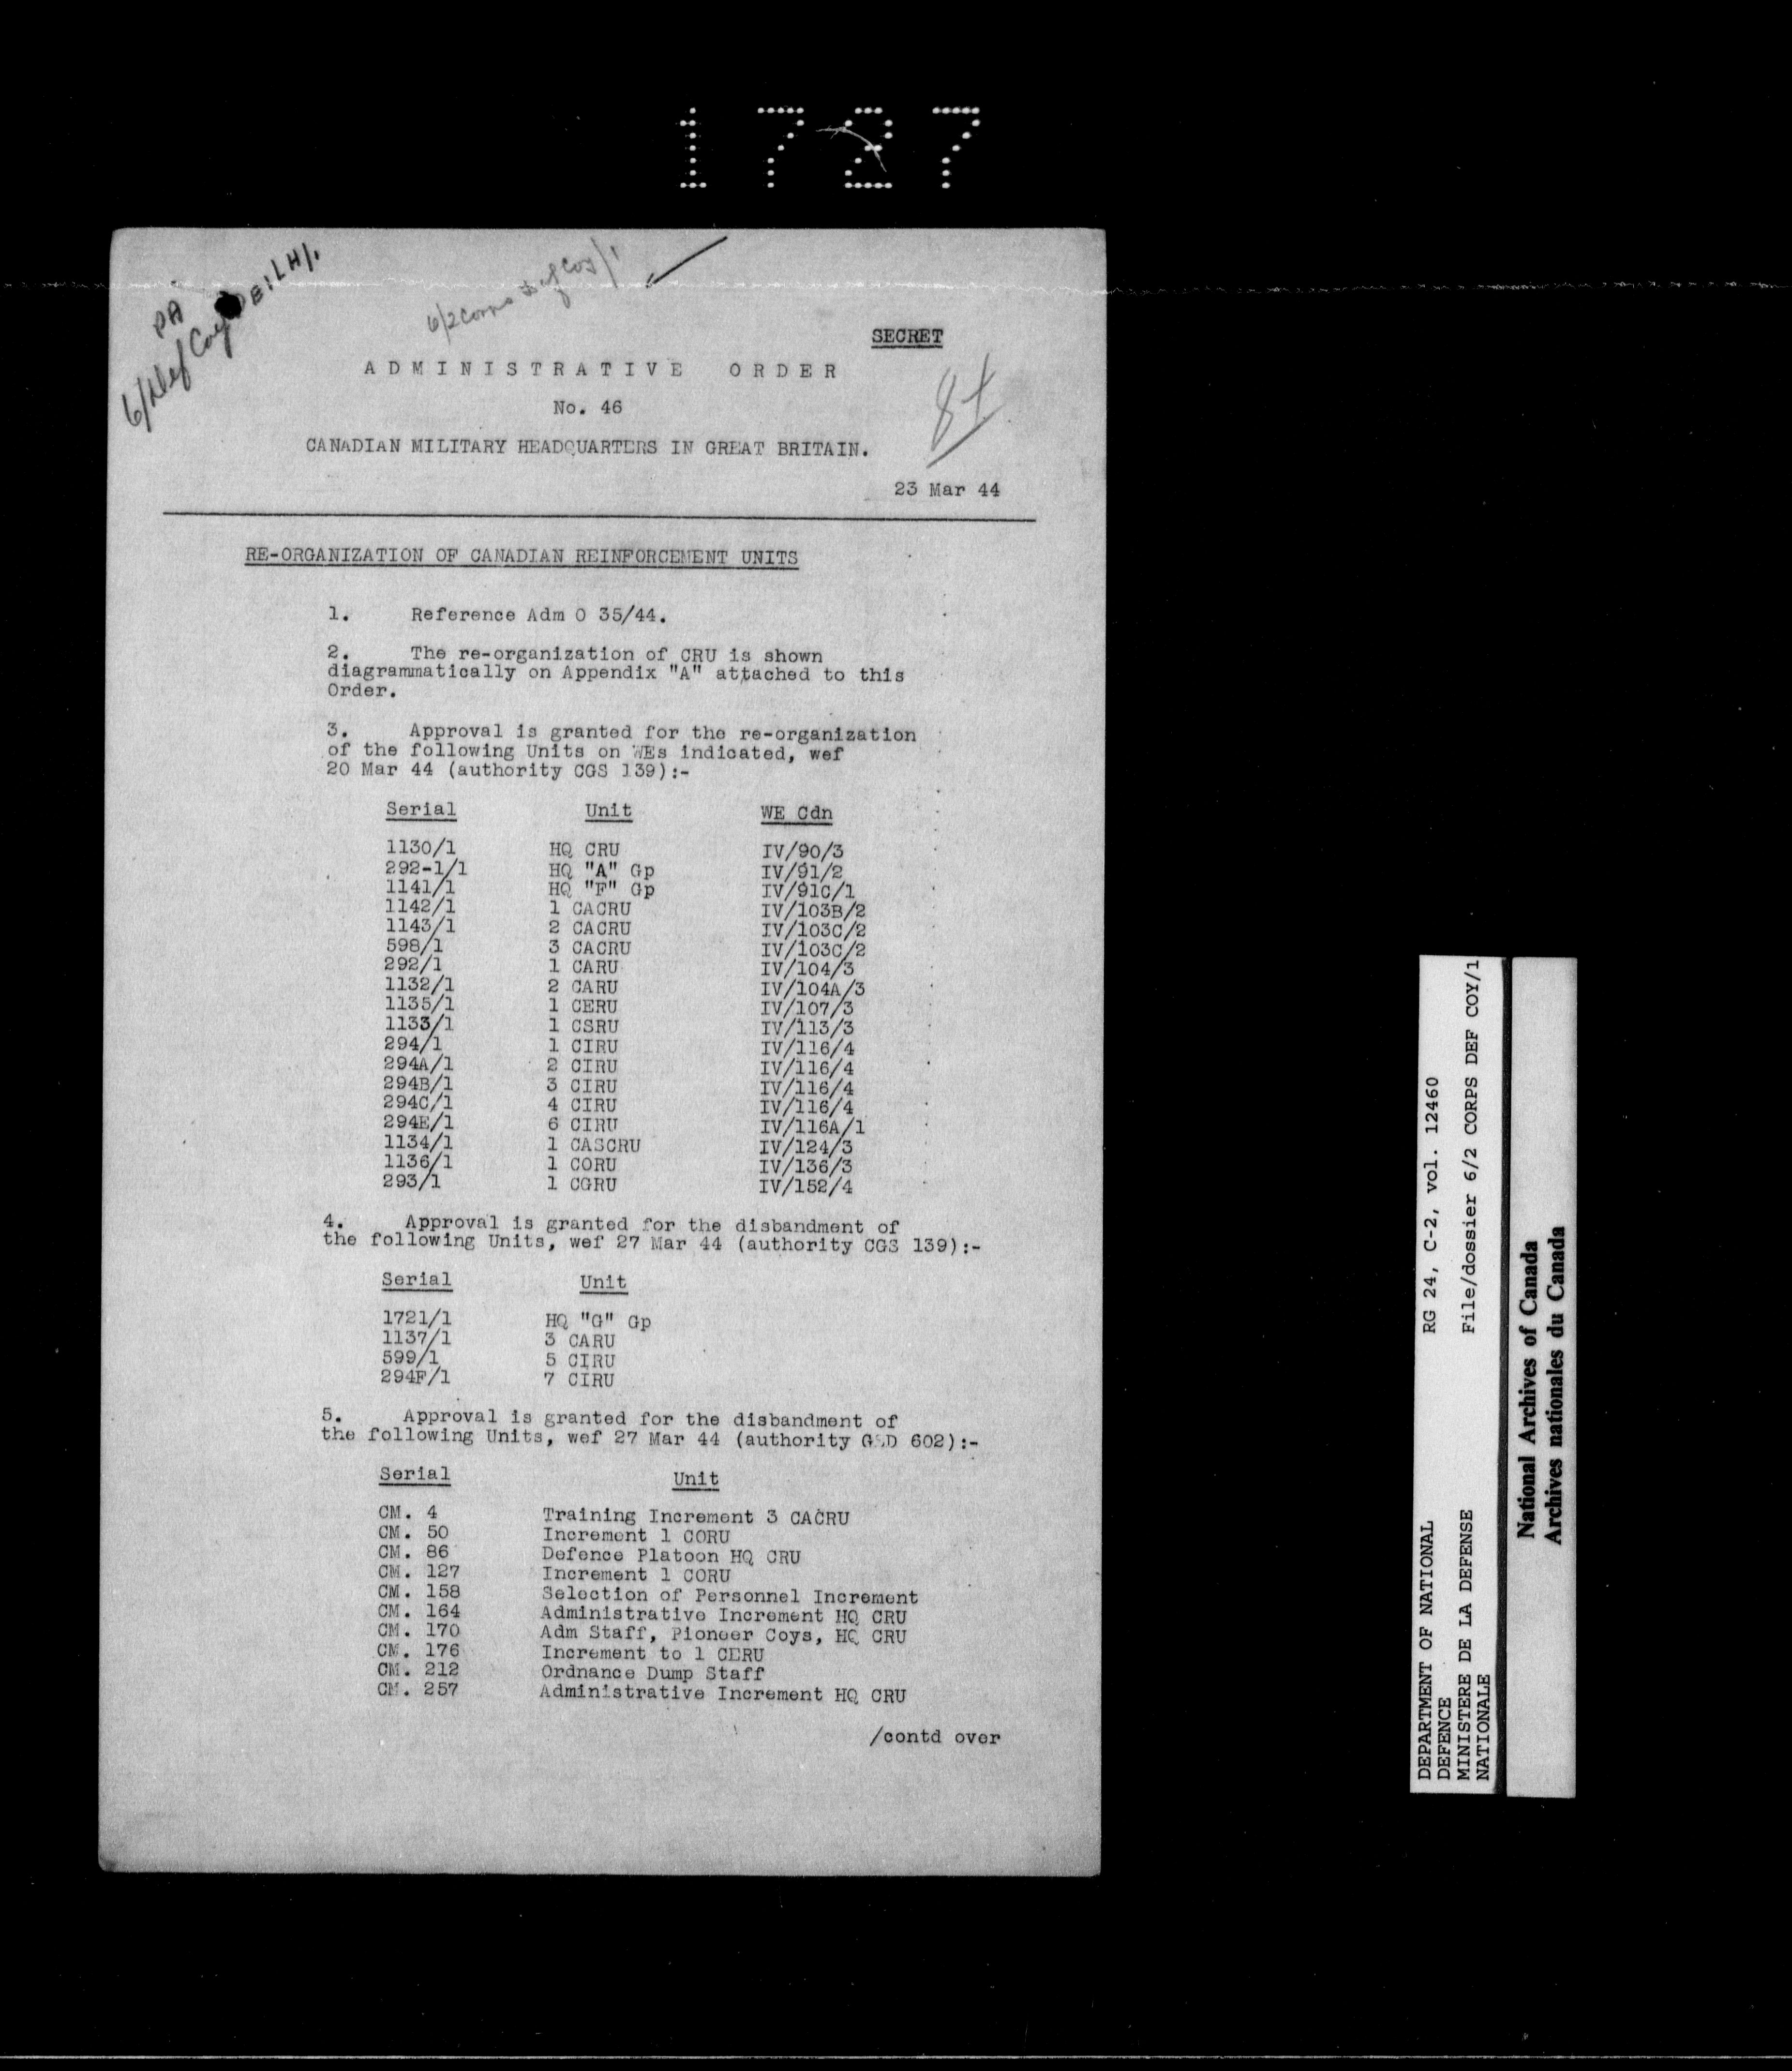 1727
PA
6/Def Coy
6/2 Corps Def Coy/1
SECRET
ADMINISTRATIVE ORDER
No. 46
CANADIAN MILITARY HEADQUARTERS IN GREAT BRITAIN.
23 Mar 44
RE-ORGANIZATION OF CANADIAN REINFORCEMENT UNITS
1. Reference Adm O 35/44.
2. The re-organization of CRU is shown
diagrammatically on Appendix "A" attached to this
Order.
3. Approval is granted for the re-organization
of the following Units on WEs indicated, wef
20 Mar 44 (authority CGS 139):-
Serial Unit WE Cdn
1130/1 HQ CRU IV/90/3
292-1/1 HQ "A" Gp IV/91/2
1141/1 HQ "F" Gp IV/91C/1
1142/1 1 CACRU IV/103B/2
1143/1 2 CACRU IV/103C/2
598/1 3 CACRU IV/103C/2
292/1 1 CARU IV/104/3
1132/1 2 CARU IV/104A/3
1135/1 1 CERU IV/107/3
1133/1 1 CSRU IV/113/3
294/1 1 CIRU IV/116/4
294A/1 2 CIRU IV/116/4
294B/1 3 CIRU IV/116/4
294C/1 4 CIRU IV/116/4
294E/1 6 CIRU IV/116A/1
1134/1 1 CASCRU IV/124/3
1136/1 1 CORU IV/136/3
293/1 1 CGRU IV/152/4
4. Approval is granted for the disbandment of
the following Units, wef 27 Mar 44 (authority CGS 139):-
Serial Unit
1721/1 HQ "G" Gp
1137/1 3 CARU
599/1 5 CIRU
294F/1 7 CIRU
5. Approval is granted for the disbandment of
the following Units, wef 27 Mar 44 (authority GSD 602):-
Serial Unit
CM. 4 Training Increment 3 CACRU
CM. 50 Increment 1 CORU
CM. 86 Defence Platoon HQ CRU
CM. 127 Increment 1 CORU
CM. 158 Selection of Personnel Increment
CM. 164 Administrative Increment HQ CRU
CM. 170 Adm Staff, Pioneer Coys, HQ CRU
CM. 176 Increment to 1 CERU
CM. 212 Ordnance Dump Staff
CM. 257 Administrative Increment HQ CRU
/contd over
DEPARTMENT OF NATIONAL RG 24, C-2, vol. 12460
DEFENCE
MINISTERE DE LA DEFENSE File/dossier 6/2 CORPS DEF COY/1
NATIONALE
National Archives of Canada
Archives nationales du Canada